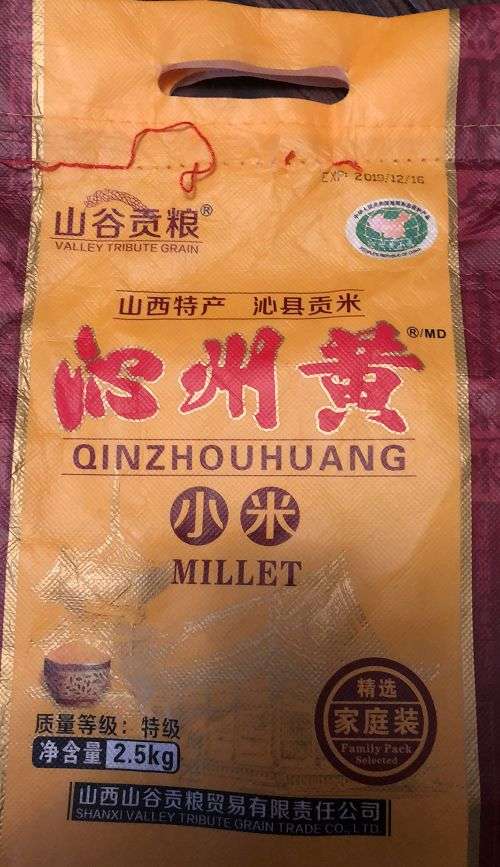 EXP: 2019/12/16
山谷贡粮®
VALLEY TRIBUTE GRAIN
山西特产 沁县贡米
®/MD
沁州黄
QINZHOUHUANG
小米
MILLET
精选
家庭装
Family Pack
Selected
质量等级：特级
净含量 2.5kg
山西山谷贡粮贸易有限责任公司
SHANXI VALLEY TRIBUTE GRAIN TRADE CO., LTD